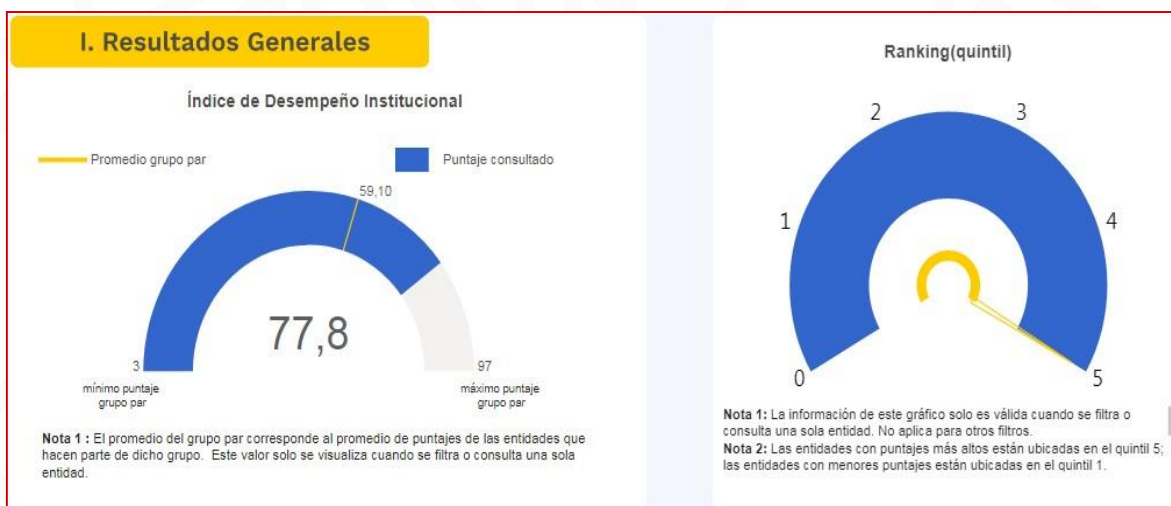 I. Resultados Generales
Índice de Desempeño Institucional
Promedio grupo par
Puntaje consultado
59,10
77,8
3
mínimo puntaje
grupo par
97
máximo puntaje
grupo par
Nota 1 : El promedio del grupo par corresponde al promedio de puntajes de las entidades que
hacen parte de dicho grupo. Este valor solo se visualiza cuando se filtra o consulta una sola
entidad.
Ranking(quintil)
2
3
1
4
0
5
Nota 1: La información de este gráfico solo es válida cuando se filtra o
consulta una sola entidad. No aplica para otros filtros.
Nota 2: Las entidades con puntajes más altos están ubicadas en el quintil 5;
las entidades con menores puntajes están ubicadas en el quintil 1.